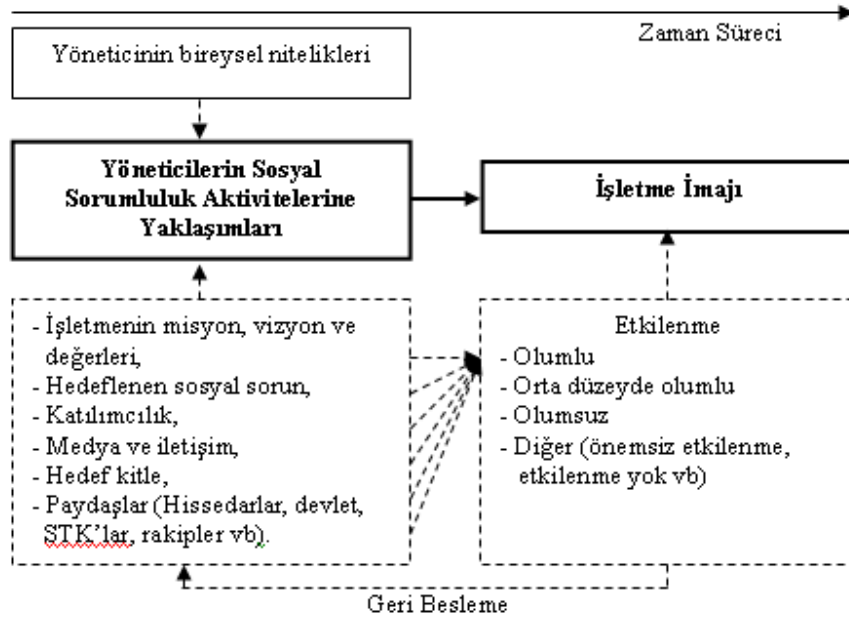 Zaman Süreci
Yöneticinin bireysel nitelikleri
Yöneticilerin Sosyal
Sorumluluk Aktivitelerine
Yaklaşımları
İşletme İmajı
- İşletmenin misyon, vizyon ve
değerleri,
- Hedeflenen sosyal sorun,
- Katılımcılık,
- Medya ve iletişim,
- Hedef kitle,
- Paydaşlar (Hissedarlar, devlet,
STK’lar, rakipler vb).
Etkilenme
- Olumlu
- Orta düzeyde olumlu
- Olumsuz
- Diğer (önemsiz etkilenme,
etkilenme yok vb)
Geri Besleme